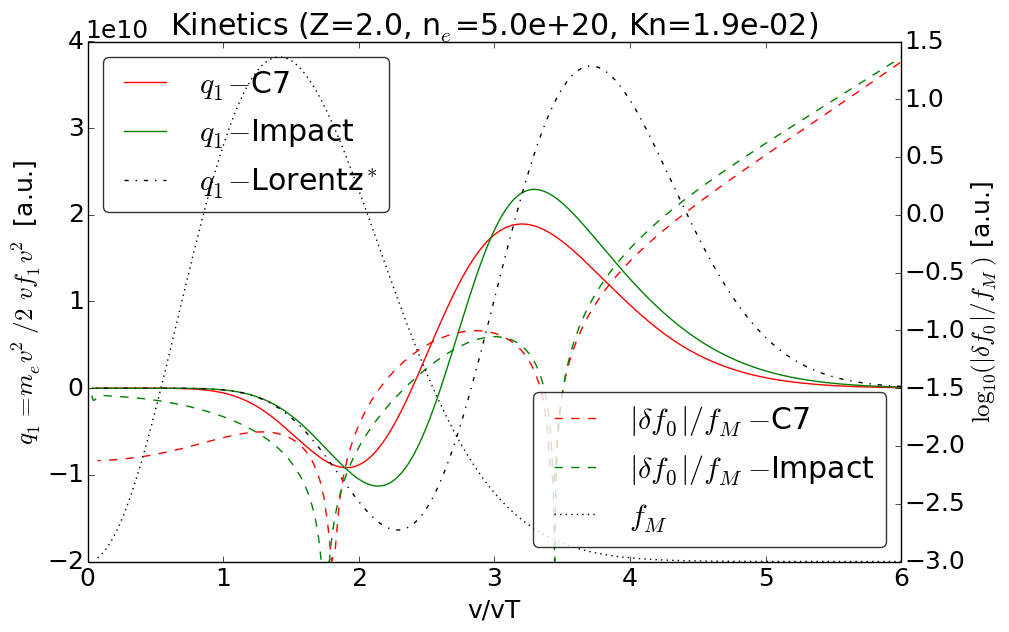 Kinetics (Z=2.0, n_e=5.0e+20, Kn=1.9e-02)
1e10
4
3
2
1
0
−1
−2
q_1 = m_e v^2 /2 v f_1 v^2 [a.u.]
q_1 −C7
q_1 −Impact
q_1 −Lorentz*
1.5
1.0
0.5
0.0
−0.5
−1.0
−1.5
−2.0
−2.5
−3.0
log_10(|δf_0|/f_M) [a.u.]
|δf_0|/f_M −C7
|δf_0|/f_M −Impact
f_M
0 1 2 3 4 5 6
v/vT